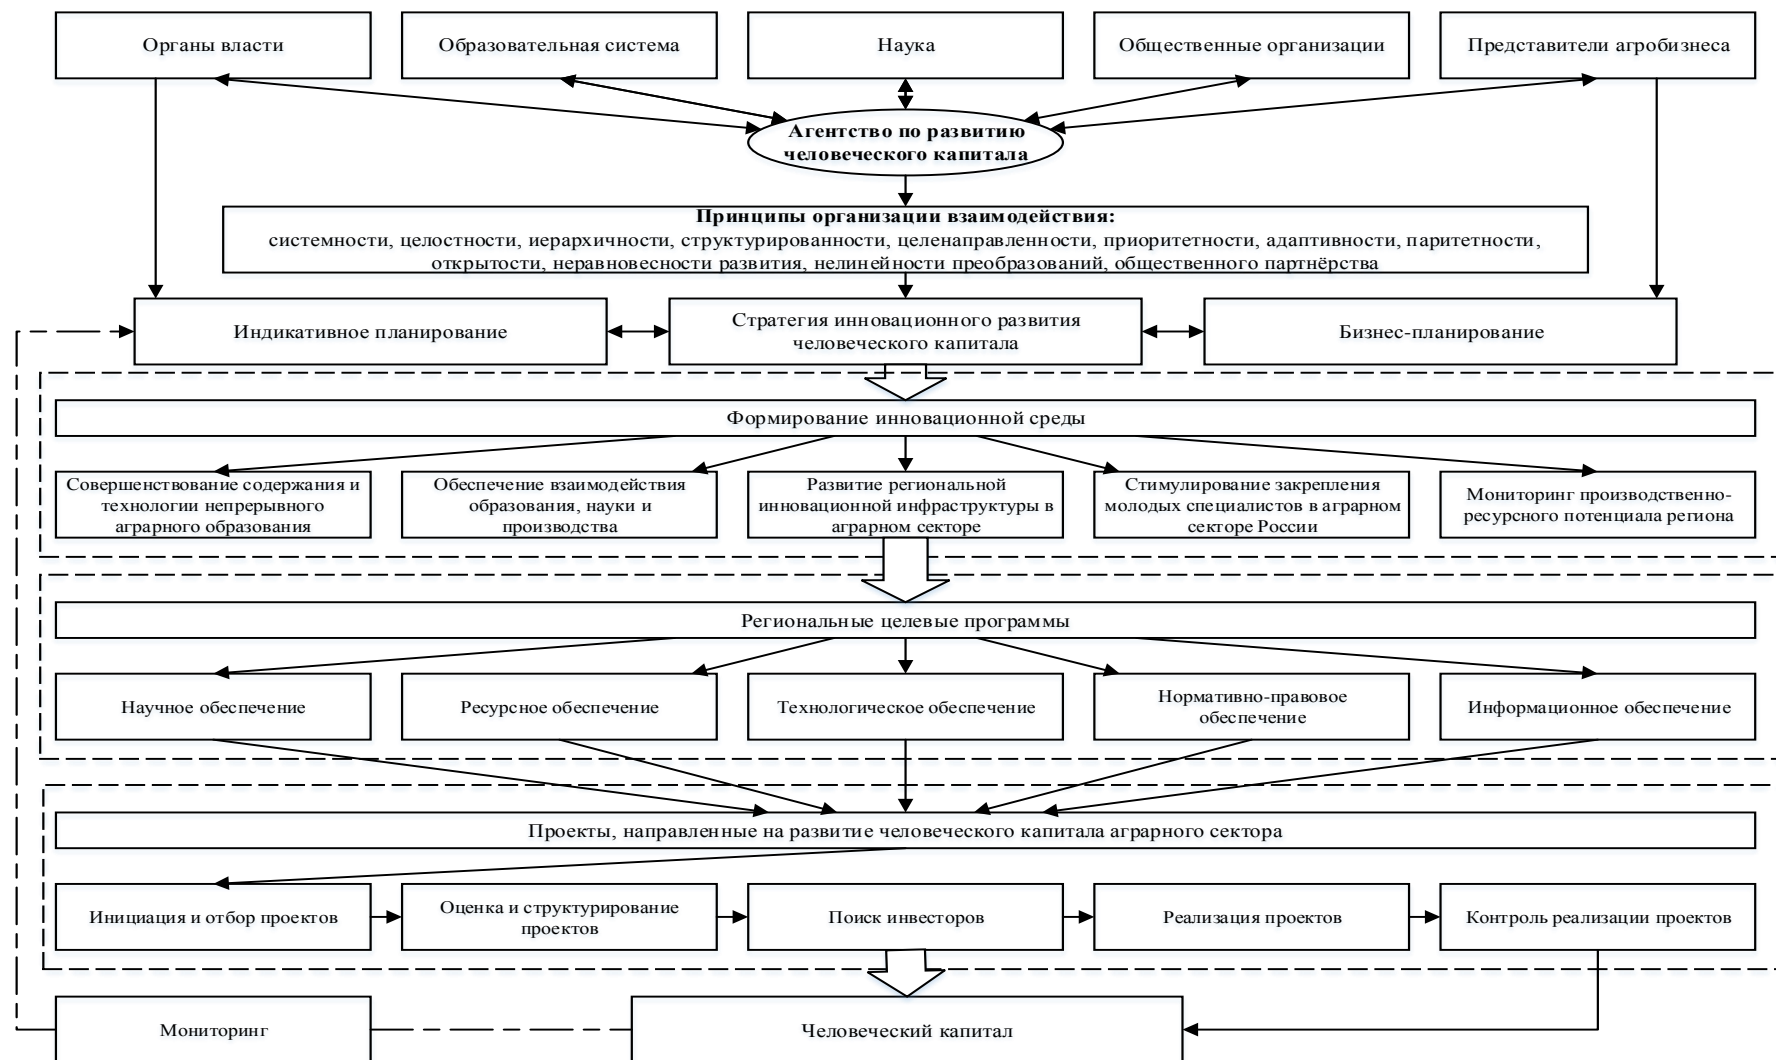 Органы власти
Образовательная система
Наука
Общественные организации
Представители агробизнеса
Агентство по развитию
человеческого капитала
Принципы организации взаимодействия:
системности, целостности, иерархичности, структурированности, целенаправленности, приоритетности, адаптивности, паритетности,
открытости, неравновесности развития, нелинейности преобразований, общественного партнёрства
Индикативное планирование
Стратегия инновационного развития
человеческого капитала
Бизнес-планирование
Формирование инновационной среды
Совершенствование содержания и
технологии непрерывного
аграрного образования
Обеспечение взаимодействия
образования, науки и
производства
Развитие региональной
инновационной инфраструктуры в
аграрном секторе
Стимулирование закрепления
молодых специалистов в аграрном
секторе России
Мониторинг производственно-
ресурсного потенциала региона
Региональные целевые программы
Научное обеспечение
Ресурсное обеспечение
Технологическое обеспечение
Нормативно-правовое
обеспечение
Информационное обеспечение
Проекты, направленные на развитие человеческого капитала аграрного сектора
Инициация и отбор проектов
Оценка и структурирование
проектов
Поиск инвесторов
Реализация проектов
Контроль реализации проектов
Мониторинг
Человеческий капитал